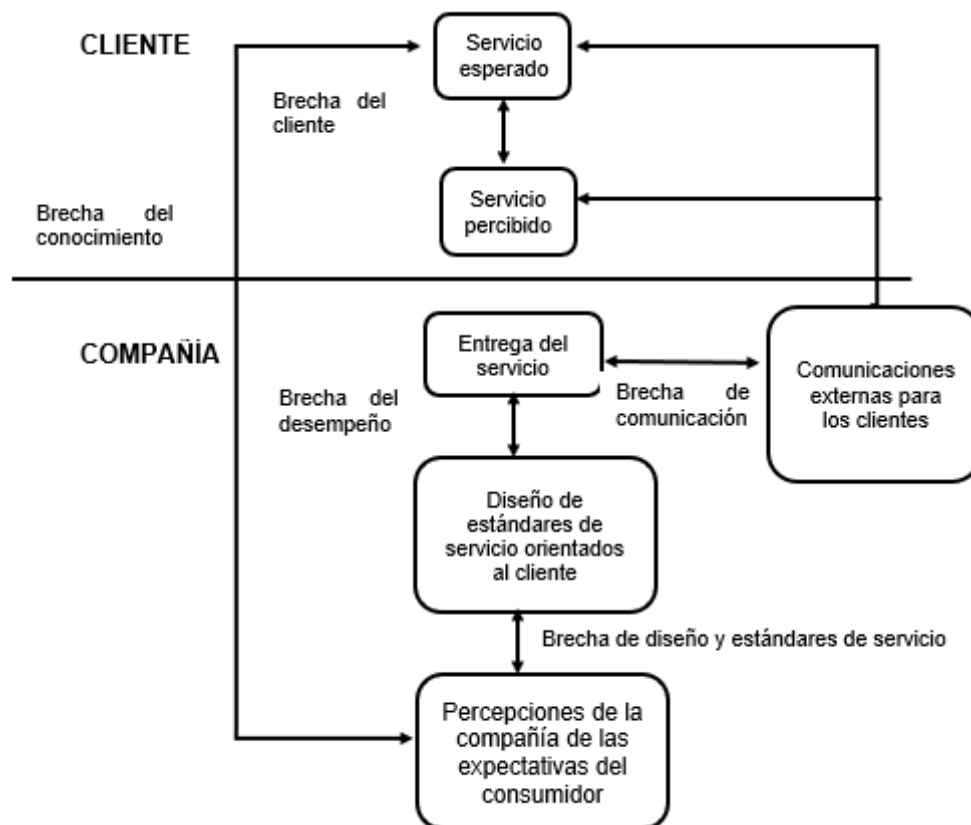 CLIENTE
Servicio
esperado
Brecha del
cliente
Servicio
percibido
Brecha del
conocimiento
COMPAÑÍA
Entrega del
servicio
Brecha del
desempeño
Brecha de
comunicación
Comunicaciones
externas para
los clientes
Diseño de
estándares de
servicio orientados
al cliente
Brecha de diseño y estándares de servicio
Percepciones de la
compañía de las
expectativas del
consumidor